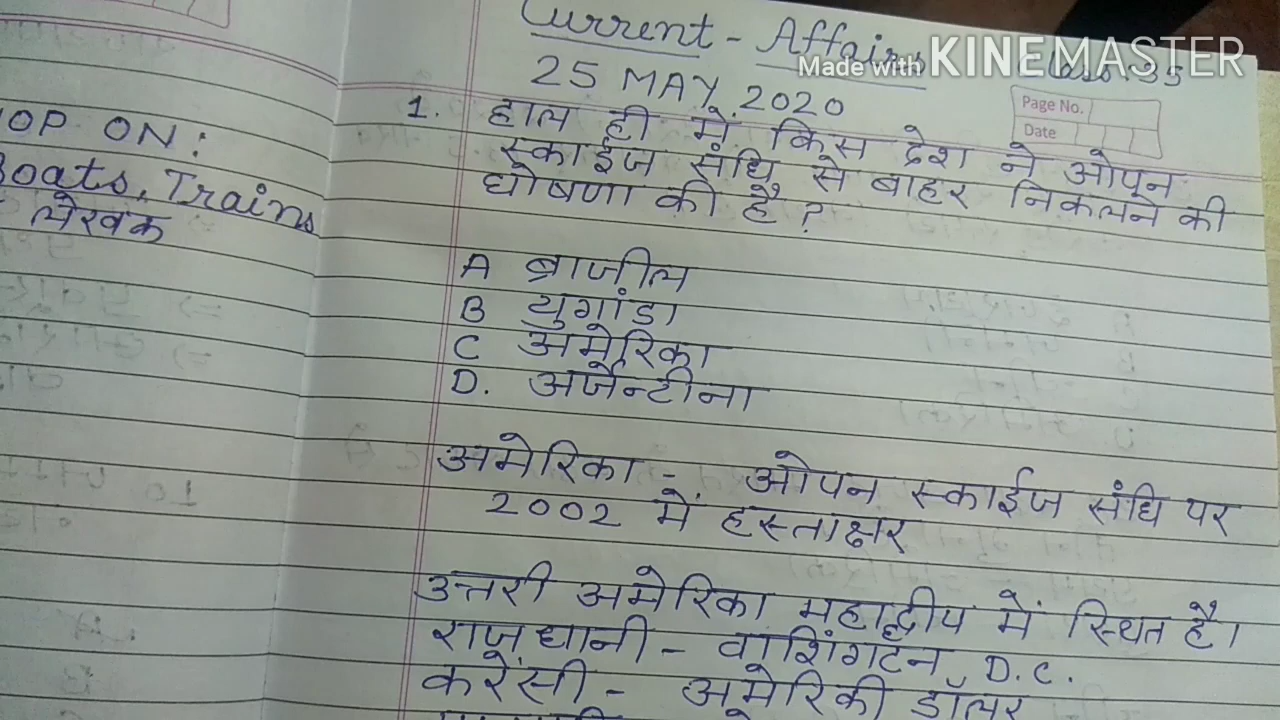 OP ON:
Boats, Trains
लेखक
Current - Affairs
Made with KINEMASTER
25 MAY 2020
Page No.
Date
1. हाल ही में किस देश ने ओपन
स्काईज संधि से बाहर निकलने की
घोषणा की है ?
A ब्राजील
B युगांडा
C अमेरिका
D. अर्जेन्टीना
अमेरिका - ओपन स्काईज संधि पर
2002 में हस्ताक्षर
उत्तरी अमेरिका महाद्वीप में स्थित है।
राजधानी - वाशिंगटन D.C.
करेंसी - अमेरिकी डॉलर